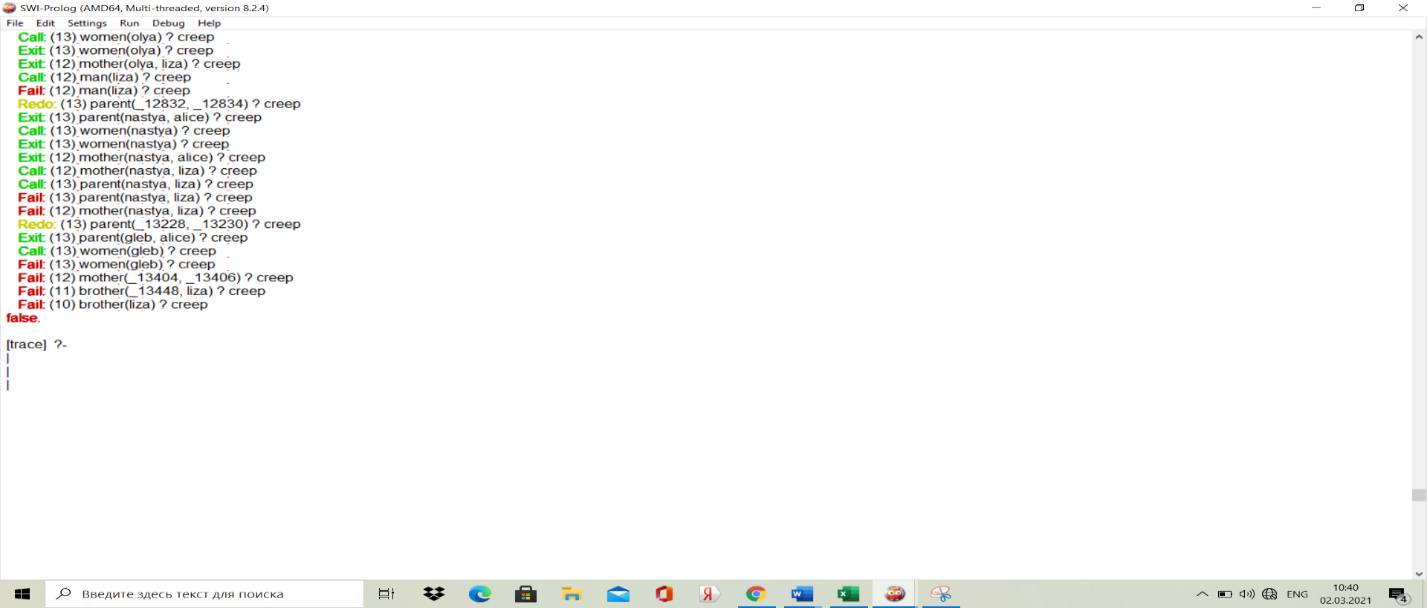 SWI-Prolog (AMD64, Multi-threaded, version 8.2.4)
File Edit Settings Run Debug Help
Call: (13) women(olya) ? creep
Exit: (13) women(olya) ? creep
Exit: (12) mother(olya, liza) ? creep
Call: (12) man(liza) ? creep
Fail: (12) man(liza) ? creep
Redo: (13) parent(_12832, _12834) ? creep
Exit: (13) parent(nastya, alice) ? creep
Call: (13) women(nastya) ? creep
Exit: (13) women(nastya) ? creep
Exit: (12) mother(nastya, alice) ? creep
Call: (12) mother(nastya, liza) ? creep
Call: (13) parent(nastya, liza) ? creep
Fail: (13) parent(nastya, liza) ? creep
Fail: (12) mother(nastya, liza) ? creep
Redo: (13) parent(_13228, _13230) ? creep
Exit: (13) parent(gleb, alice) ? creep
Call: (13) women(gleb) ? creep
Fail: (13) women(gleb) ? creep
Fail: (12) mother(_13404, _13406) ? creep
Fail: (11) brother(_13448, liza) ? creep
Fail: (10) brother(liza) ? creep
false.
[trace] ?-
|
|
|
Введите здесь текст для поиска
Я
ENG
10:40
02.03.2021
4